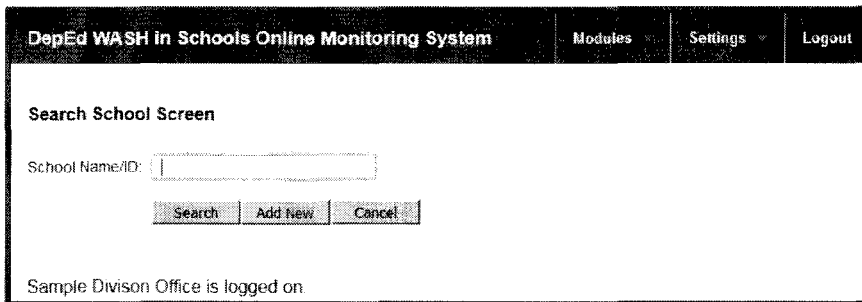 DepEd WASH in Schools Online Monitoring System Modules Settings Logout
Search School Screen
School Name/ID:
Search Add New Cancel
Sample Divison Office is logged on